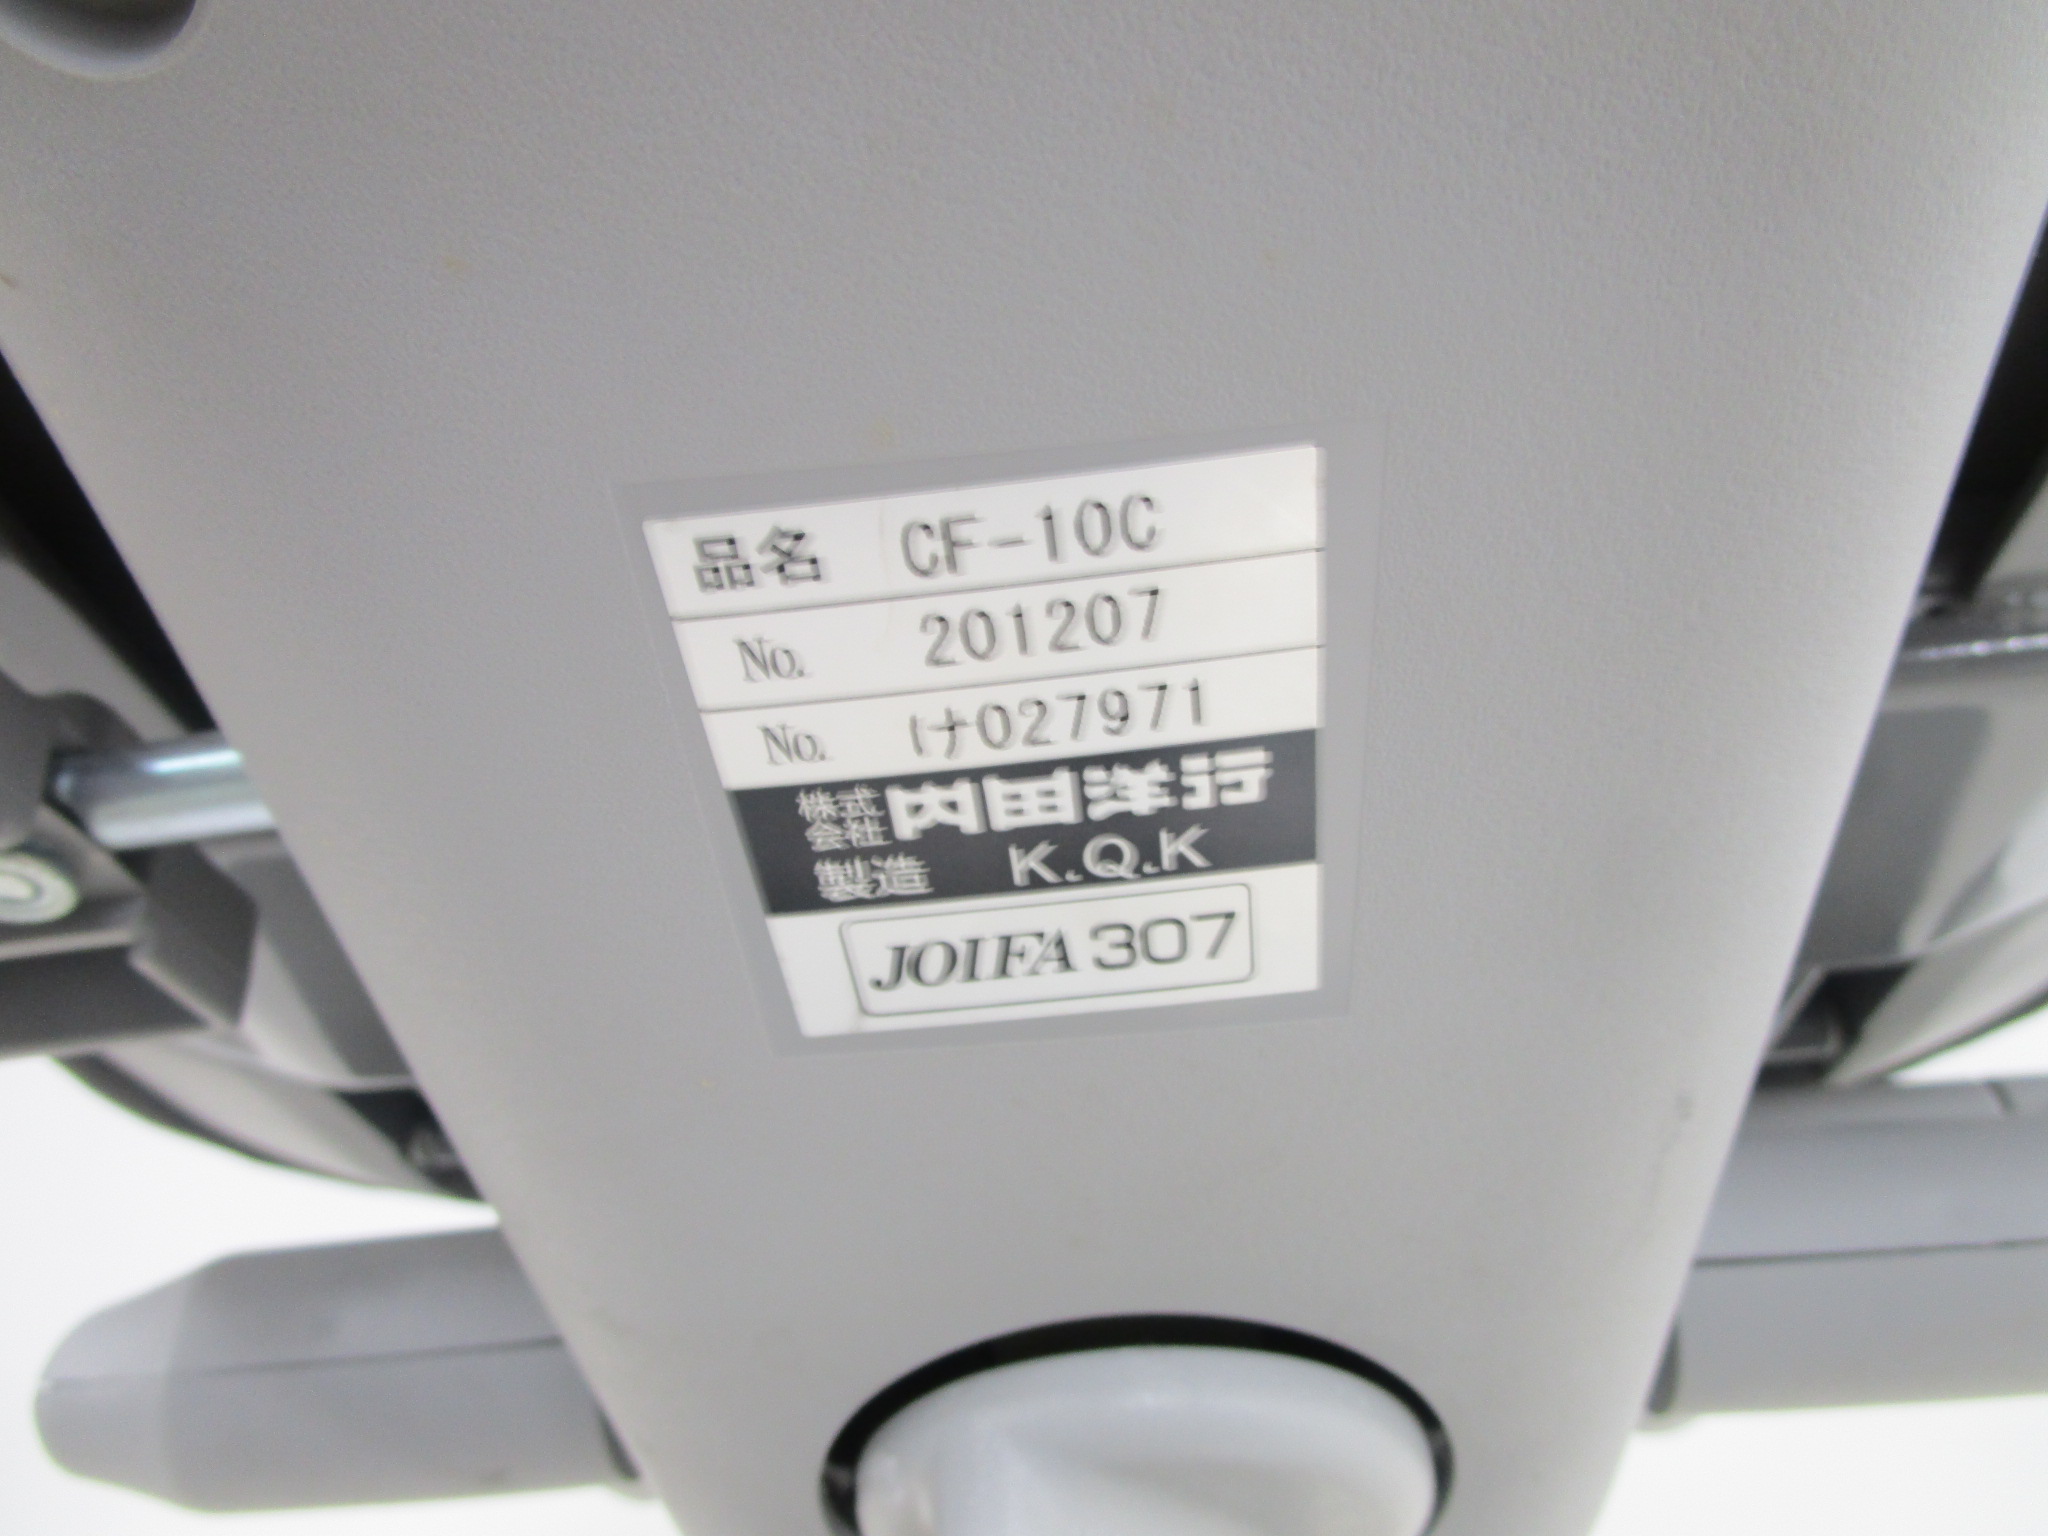 品名 CF-10C
No. 201207
No. け027971
株式会社 内田洋行
製造 K.Q.K
JOIFA 307